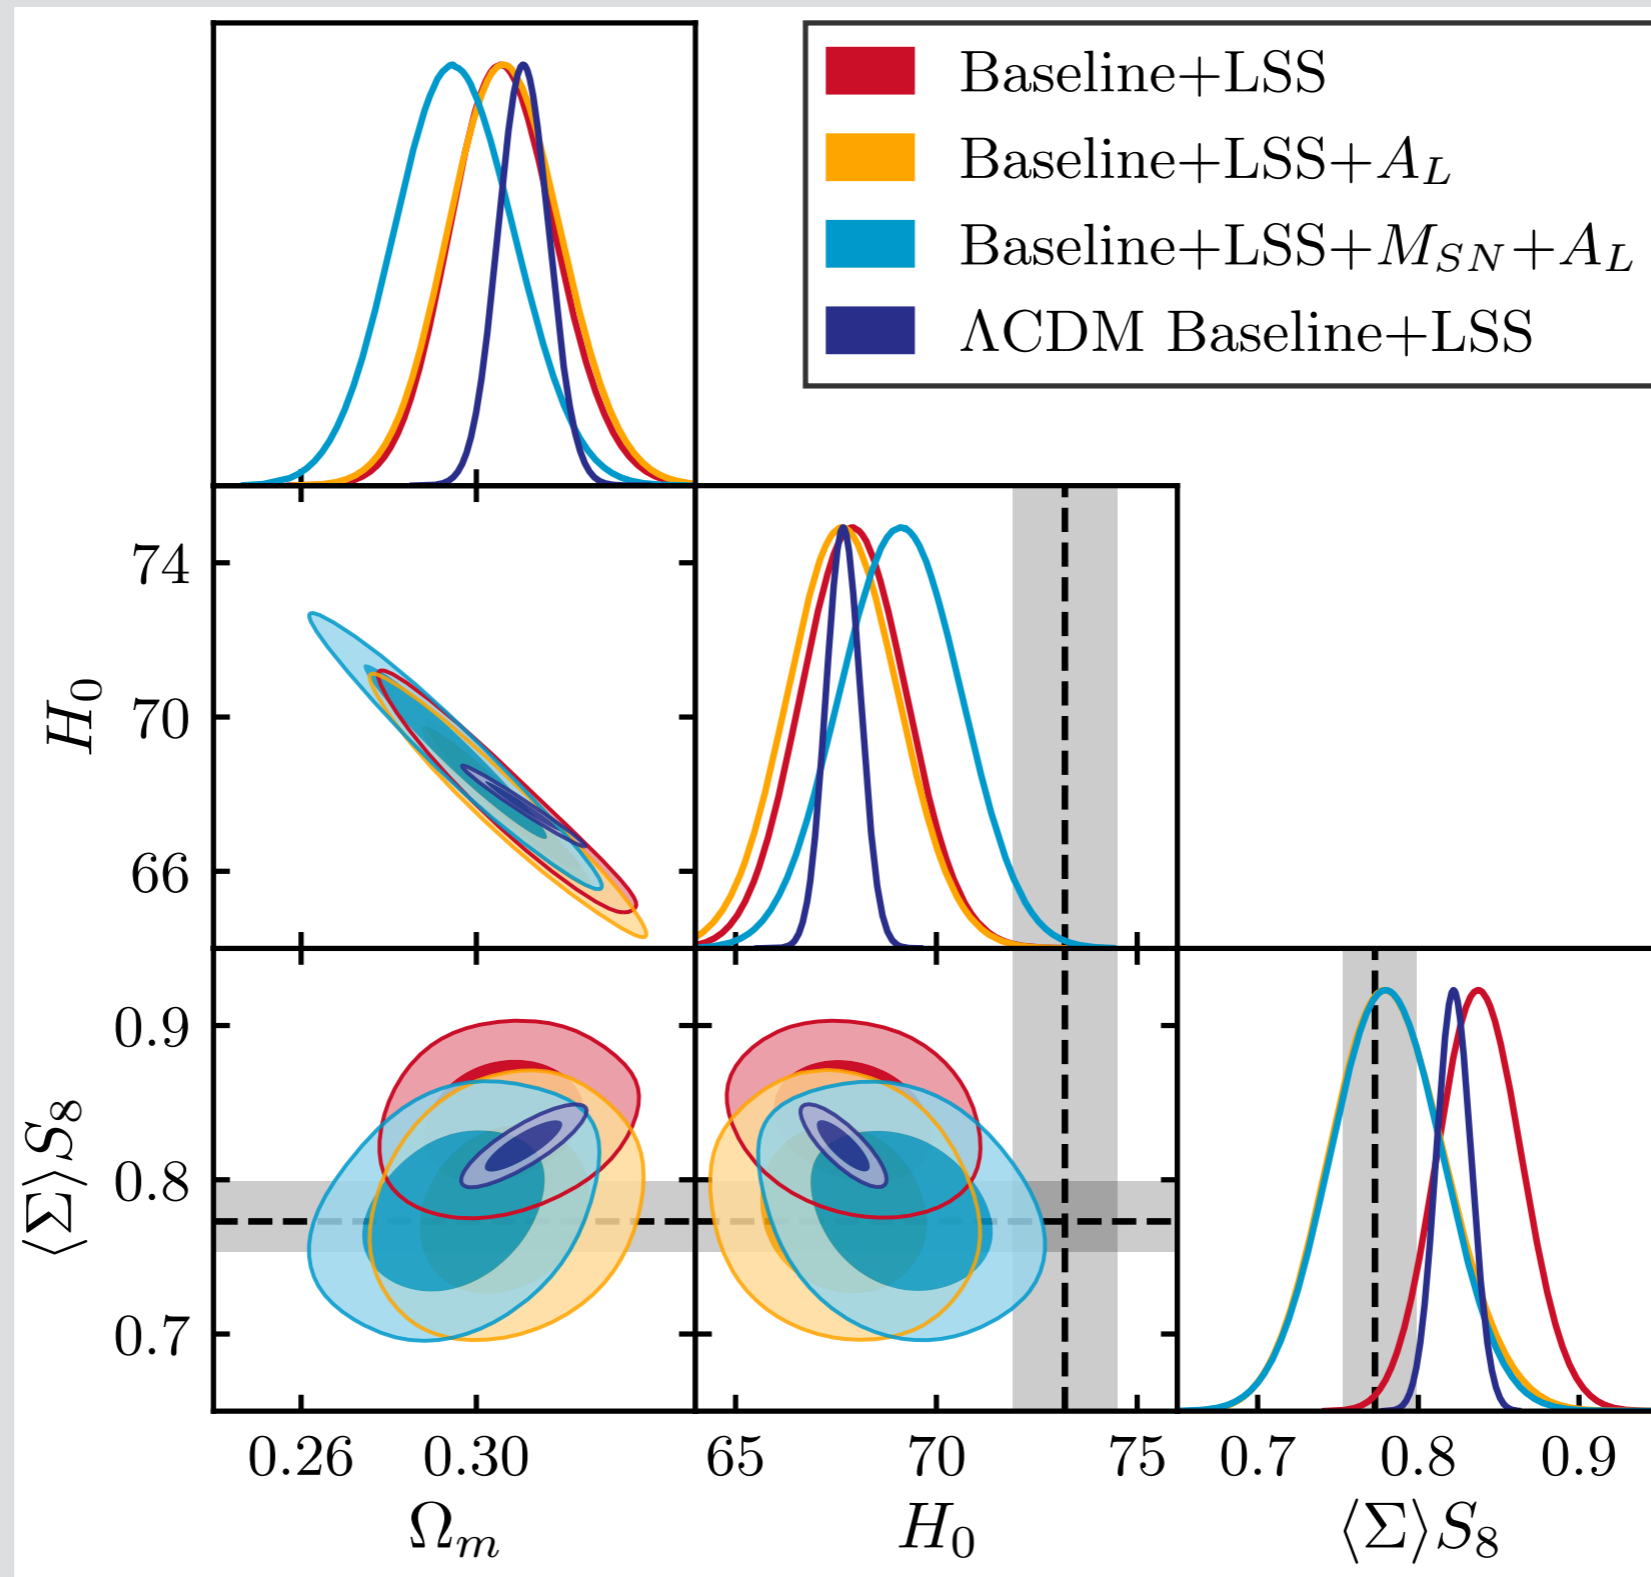 Baseline+LSS
Baseline+LSS+A_L
Baseline+LSS+M_{SN}+A_L
ΛCDM Baseline+LSS
74
70
66
H_0
0.9
0.8
0.7
⟨Σ⟩S_8
0.26 0.30 65 70 75 0.7 0.8 0.9
Ω_m H_0 ⟨Σ⟩S_8